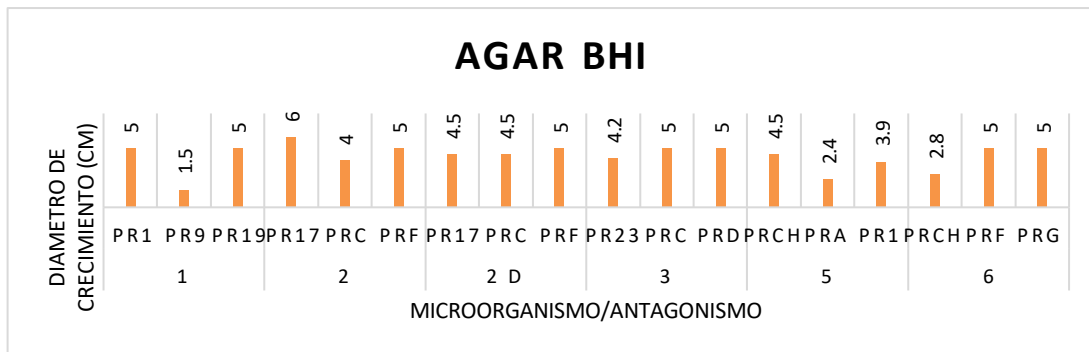 AGAR BHI
DIAMETRO DE
CRECIMIENTO (CM)
5 1.5 5 6 4 5 4.5 4.5 5 4.2 5 5 4.5 2.4 3.9 2.8 5 5
PR1 PR9 PR19 PR17 PRC PRF PR17 PRC PRF PR23 PRC PRD PRCH PRA PR1 PRCH PRF PRG
1 2 2 D 3 5 6
MICROORGANISMO/ANTAGONISMO